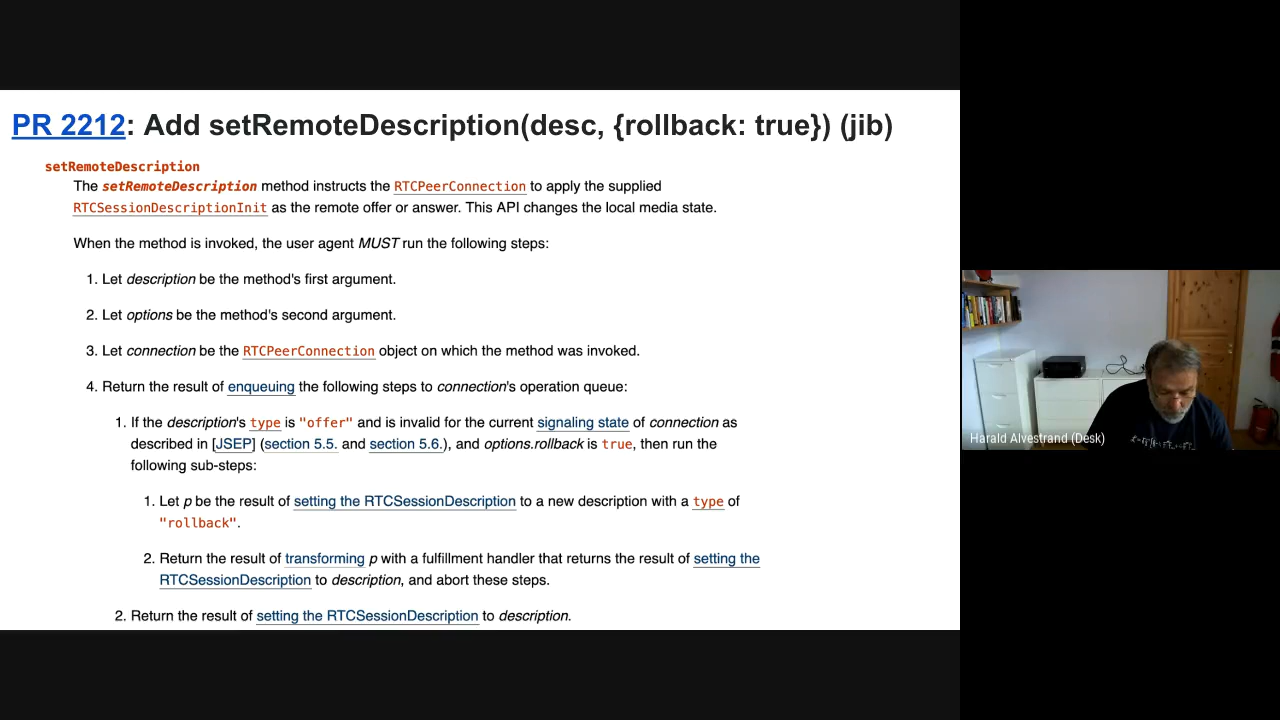 PR 2212: Add setRemoteDescription(desc, {rollback: true}) (jib)
setRemoteDescription
The setRemoteDescription method instructs the RTCPeerConnection to apply the supplied
RTCSessionDescriptionInit as the remote offer or answer. This API changes the local media state.
When the method is invoked, the user agent MUST run the following steps:
1. Let description be the method's first argument.
2. Let options be the method's second argument.
3. Let connection be the RTCPeerConnection object on which the method was invoked.
4. Return the result of enqueuing the following steps to connection's operation queue:
1. If the description's type is "offer" and is invalid for the current signaling state of connection as
described in [JSEP] (section 5.5. and section 5.6.), and options.rollback is true, then run the
following sub-steps:
1. Let p be the result of setting the RTCSessionDescription to a new description with a type of
"rollback".
2. Return the result of transforming p with a fulfillment handler that returns the result of setting the
RTCSessionDescription to description, and abort these steps.
2. Return the result of setting the RTCSessionDescription to description.
Harald Alvestrand (Desk)